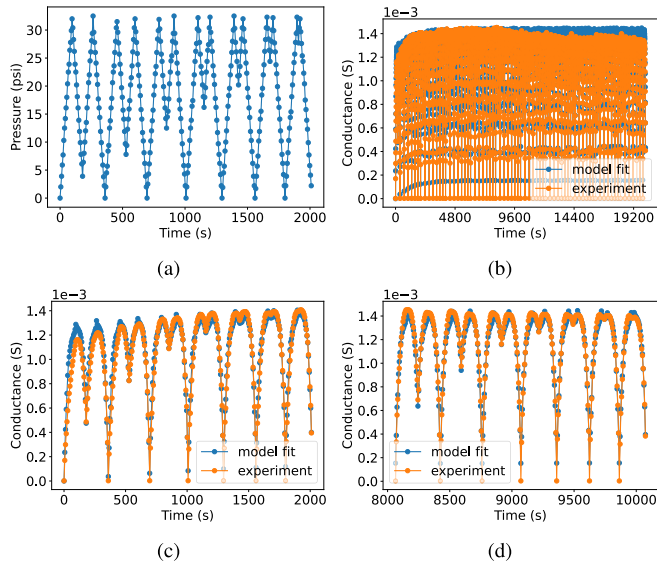 30
25
20
15
10
5
0
Pressure (psi)
0
500
1000
1500
2000
Time (s)
(a)
1e−3
1.4
1.2
1.0
0.8
0.6
0.4
0.2
0.0
Conductance (S)
model fit
experiment
0
4800
9600
14400
19200
Time (s)
(b)
1e−3
1.4
1.2
1.0
0.8
0.6
0.4
0.2
0.0
Conductance (S)
model fit
experiment
0
500
1000
1500
2000
Time (s)
(c)
1e−3
1.4
1.2
1.0
0.8
0.6
0.4
0.2
0.0
Conductance (S)
model fit
experiment
8000
8500
9000
9500
10000
Time (s)
(d)